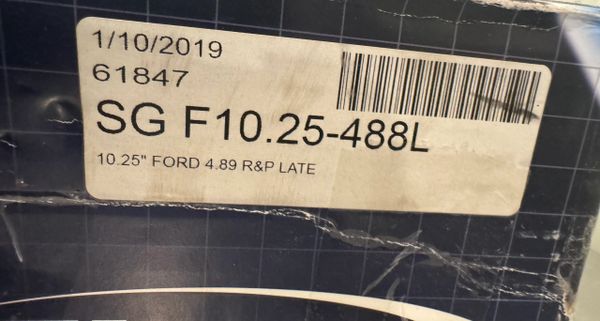 1/10/2019
61847
SG F10.25-488L
10.25" FORD 4.89 R&P LATE